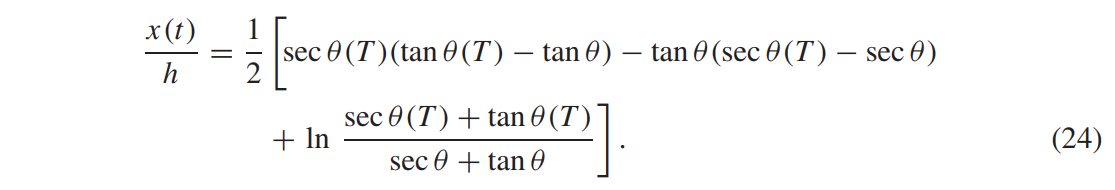 x(t)/h = 1/2 [sec θ(T)(tan θ(T) − tan θ) − tan θ(sec θ(T) − sec θ)
+ ln (sec θ(T) + tan θ(T))/(sec θ + tan θ)]. (24)